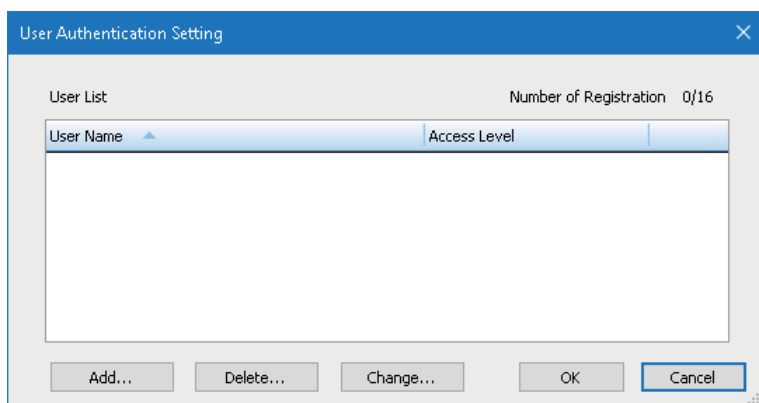 User Authentication Setting
User List Number of Registration 0/16
User Name Access Level
Add... Delete... Change... OK Cancel